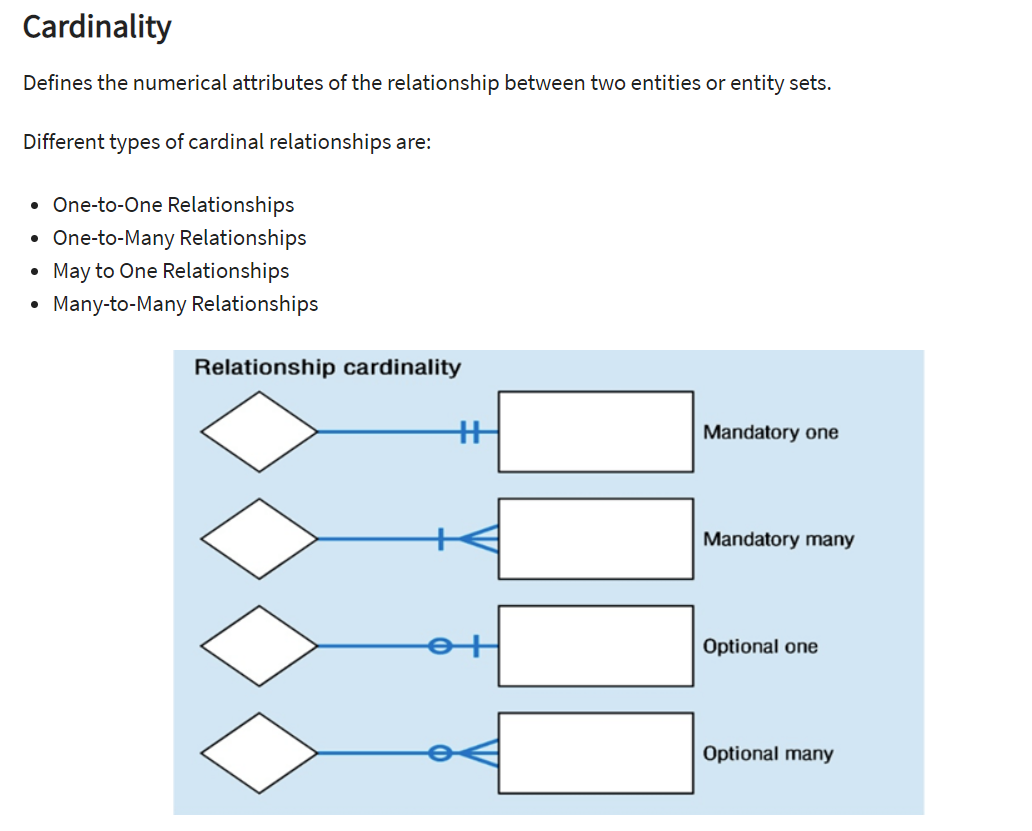 Cardinality
Defines the numerical attributes of the relationship between two entities or entity sets.
Different types of cardinal relationships are:
• One-to-One Relationships
• One-to-Many Relationships
• May to One Relationships
• Many-to-Many Relationships
Relationship cardinality
Mandatory one
Mandatory many
Optional one
Optional many